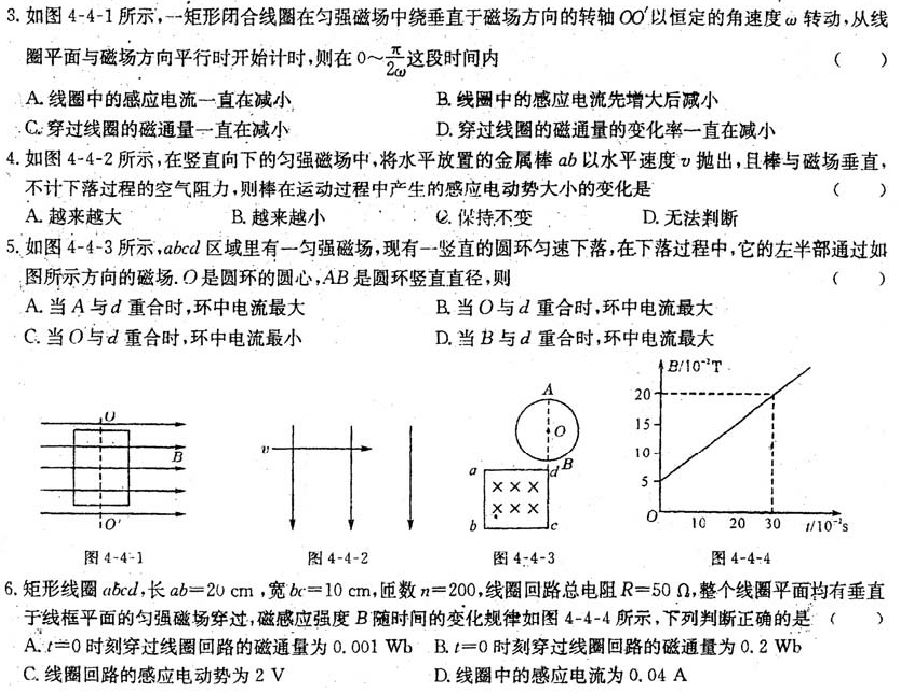 3. 如图 4-4-1 所示,一矩形闭合线圈在匀强磁场中绕垂直于磁场方向的转轴 OO′ 以恒定的角速度 ω 转动,从线
圈平面与磁场方向平行时开始计时,则在 0～π/2ω 这段时间内 ( )
A. 线圈中的感应电流一直在减小 B. 线圈中的感应电流先增大后减小
C. 穿过线圈的磁通量一直在减小 D. 穿过线圈的磁通量的变化率一直在减小
4. 如图 4-4-2 所示,在竖直向下的匀强磁场中,将水平放置的金属棒 ab 以水平速度 v 抛出,且棒与磁场垂直,
不计下落过程的空气阻力,则棒在运动过程中产生的感应电动势大小的变化是 ( )
A. 越来越大 B. 越来越小 C. 保持不变 D. 无法判断
5. 如图 4-4-3 所示,abcd 区域里有一匀强磁场,现有一竖直的圆环匀速下落,在下落过程中,它的左半部通过如
图所示方向的磁场. O 是圆环的圆心,AB 是圆环竖直直径,则 ( )
A. 当 A 与 d 重合时,环中电流最大 B. 当 O 与 d 重合时,环中电流最大
C. 当 O 与 d 重合时,环中电流最小 D. 当 B 与 d 重合时,环中电流最大
O
B
O′
图 4-4-1
v
图 4-4-2
A
O
B
a d
× × ×
× × ×
b c
图 4-4-3
B/10⁻²T
20
15
10
5
O 10 20 30 t/10⁻²s
图 4-4-4
6. 矩形线圈 abcd,长 ab=20 cm,宽 bc=10 cm,匝数 n=200,线圈回路总电阻 R=50 Ω,整个线圈平面均有垂直
于线框平面的匀强磁场穿过,磁感应强度 B 随时间的变化规律如图 4-4-4 所示,下列判断正确的是 ( )
A. t=0 时刻穿过线圈回路的磁通量为 0.001 Wb B. t=0 时刻穿过线圈回路的磁通量为 0.2 Wb
C. 线圈回路的感应电动势为 2 V D. 线圈中的感应电流为 0.04 A